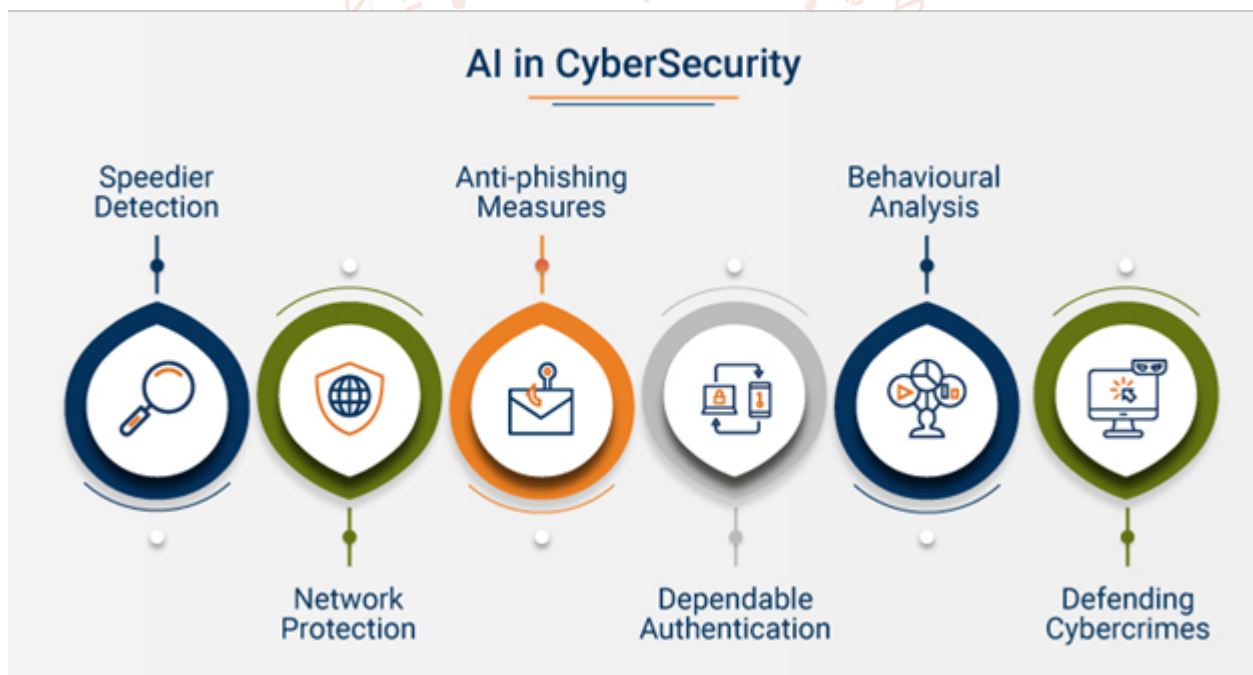 AI in CyberSecurity
Speedier
Detection
Anti-phishing
Measures
Behavioural
Analysis
Network
Protection
Dependable
Authentication
Defending
Cybercrimes